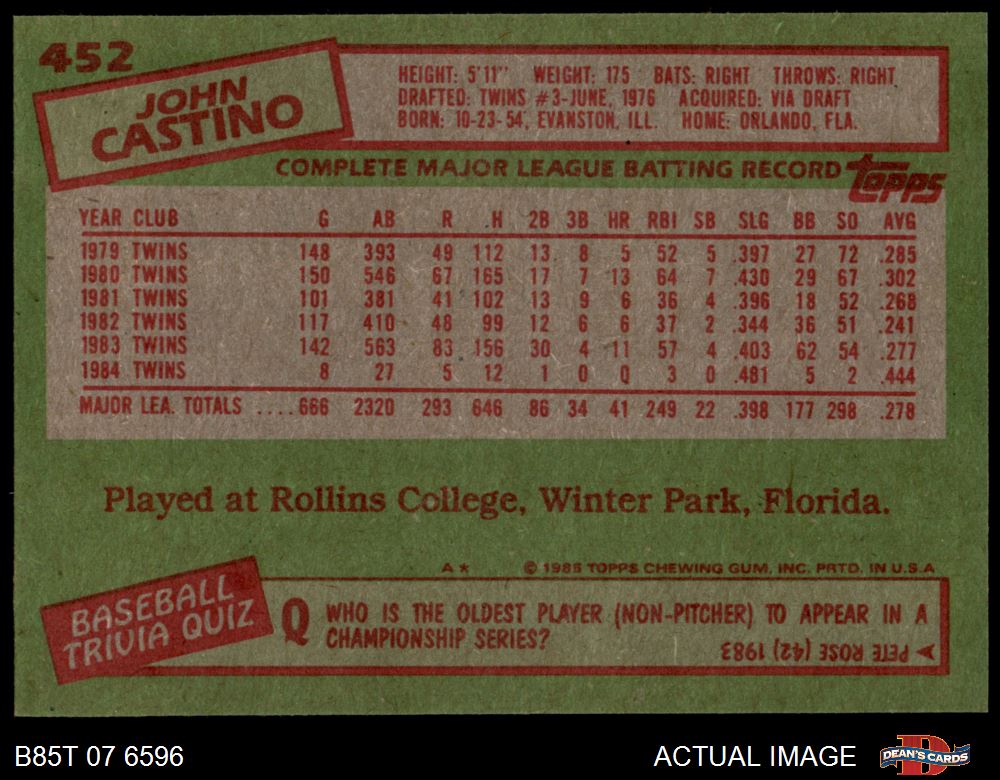 452
JOHN
CASTINO
HEIGHT: 5'11" WEIGHT: 175 BATS: RIGHT THROWS: RIGHT
DRAFTED: TWINS #3-JUNE, 1976 ACQUIRED: VIA DRAFT
BORN: 10-23-54, EVANSTON, ILL. HOME: ORLANDO, FLA.
COMPLETE MAJOR LEAGUE BATTING RECORD topps
YEAR CLUB G AB R H 2B 3B HR RBI SB SLG BB SO AVG
1979 TWINS 148 393 49 112 13 8 5 52 5 .397 27 72 .285
1980 TWINS 150 546 67 165 17 7 13 64 7 .430 29 67 .302
1981 TWINS 101 381 41 102 13 9 6 36 4 .396 18 52 .268
1982 TWINS 117 410 48 99 12 6 6 37 2 .344 36 51 .241
1983 TWINS 142 563 83 156 30 4 11 57 4 .403 62 54 .277
1984 TWINS 8 27 5 12 1 0 0 3 0 .481 5 2 .444
MAJOR LEA. TOTALS ....666 2320 293 646 86 34 41 249 22 .398 177 298 .278
Played at Rollins College, Winter Park, Florida.
A* © 1985 TOPPS CHEWING GUM, INC. PRTD. IN U.S.A
BASEBALL
TRIVIA QUIZ
Q WHO IS THE OLDEST PLAYER (NON-PITCHER) TO APPEAR IN A
CHAMPIONSHIP SERIES?
A PETE ROSE (42) 1983
B85T 07 6596 ACTUAL IMAGE DEAN'S CARDS